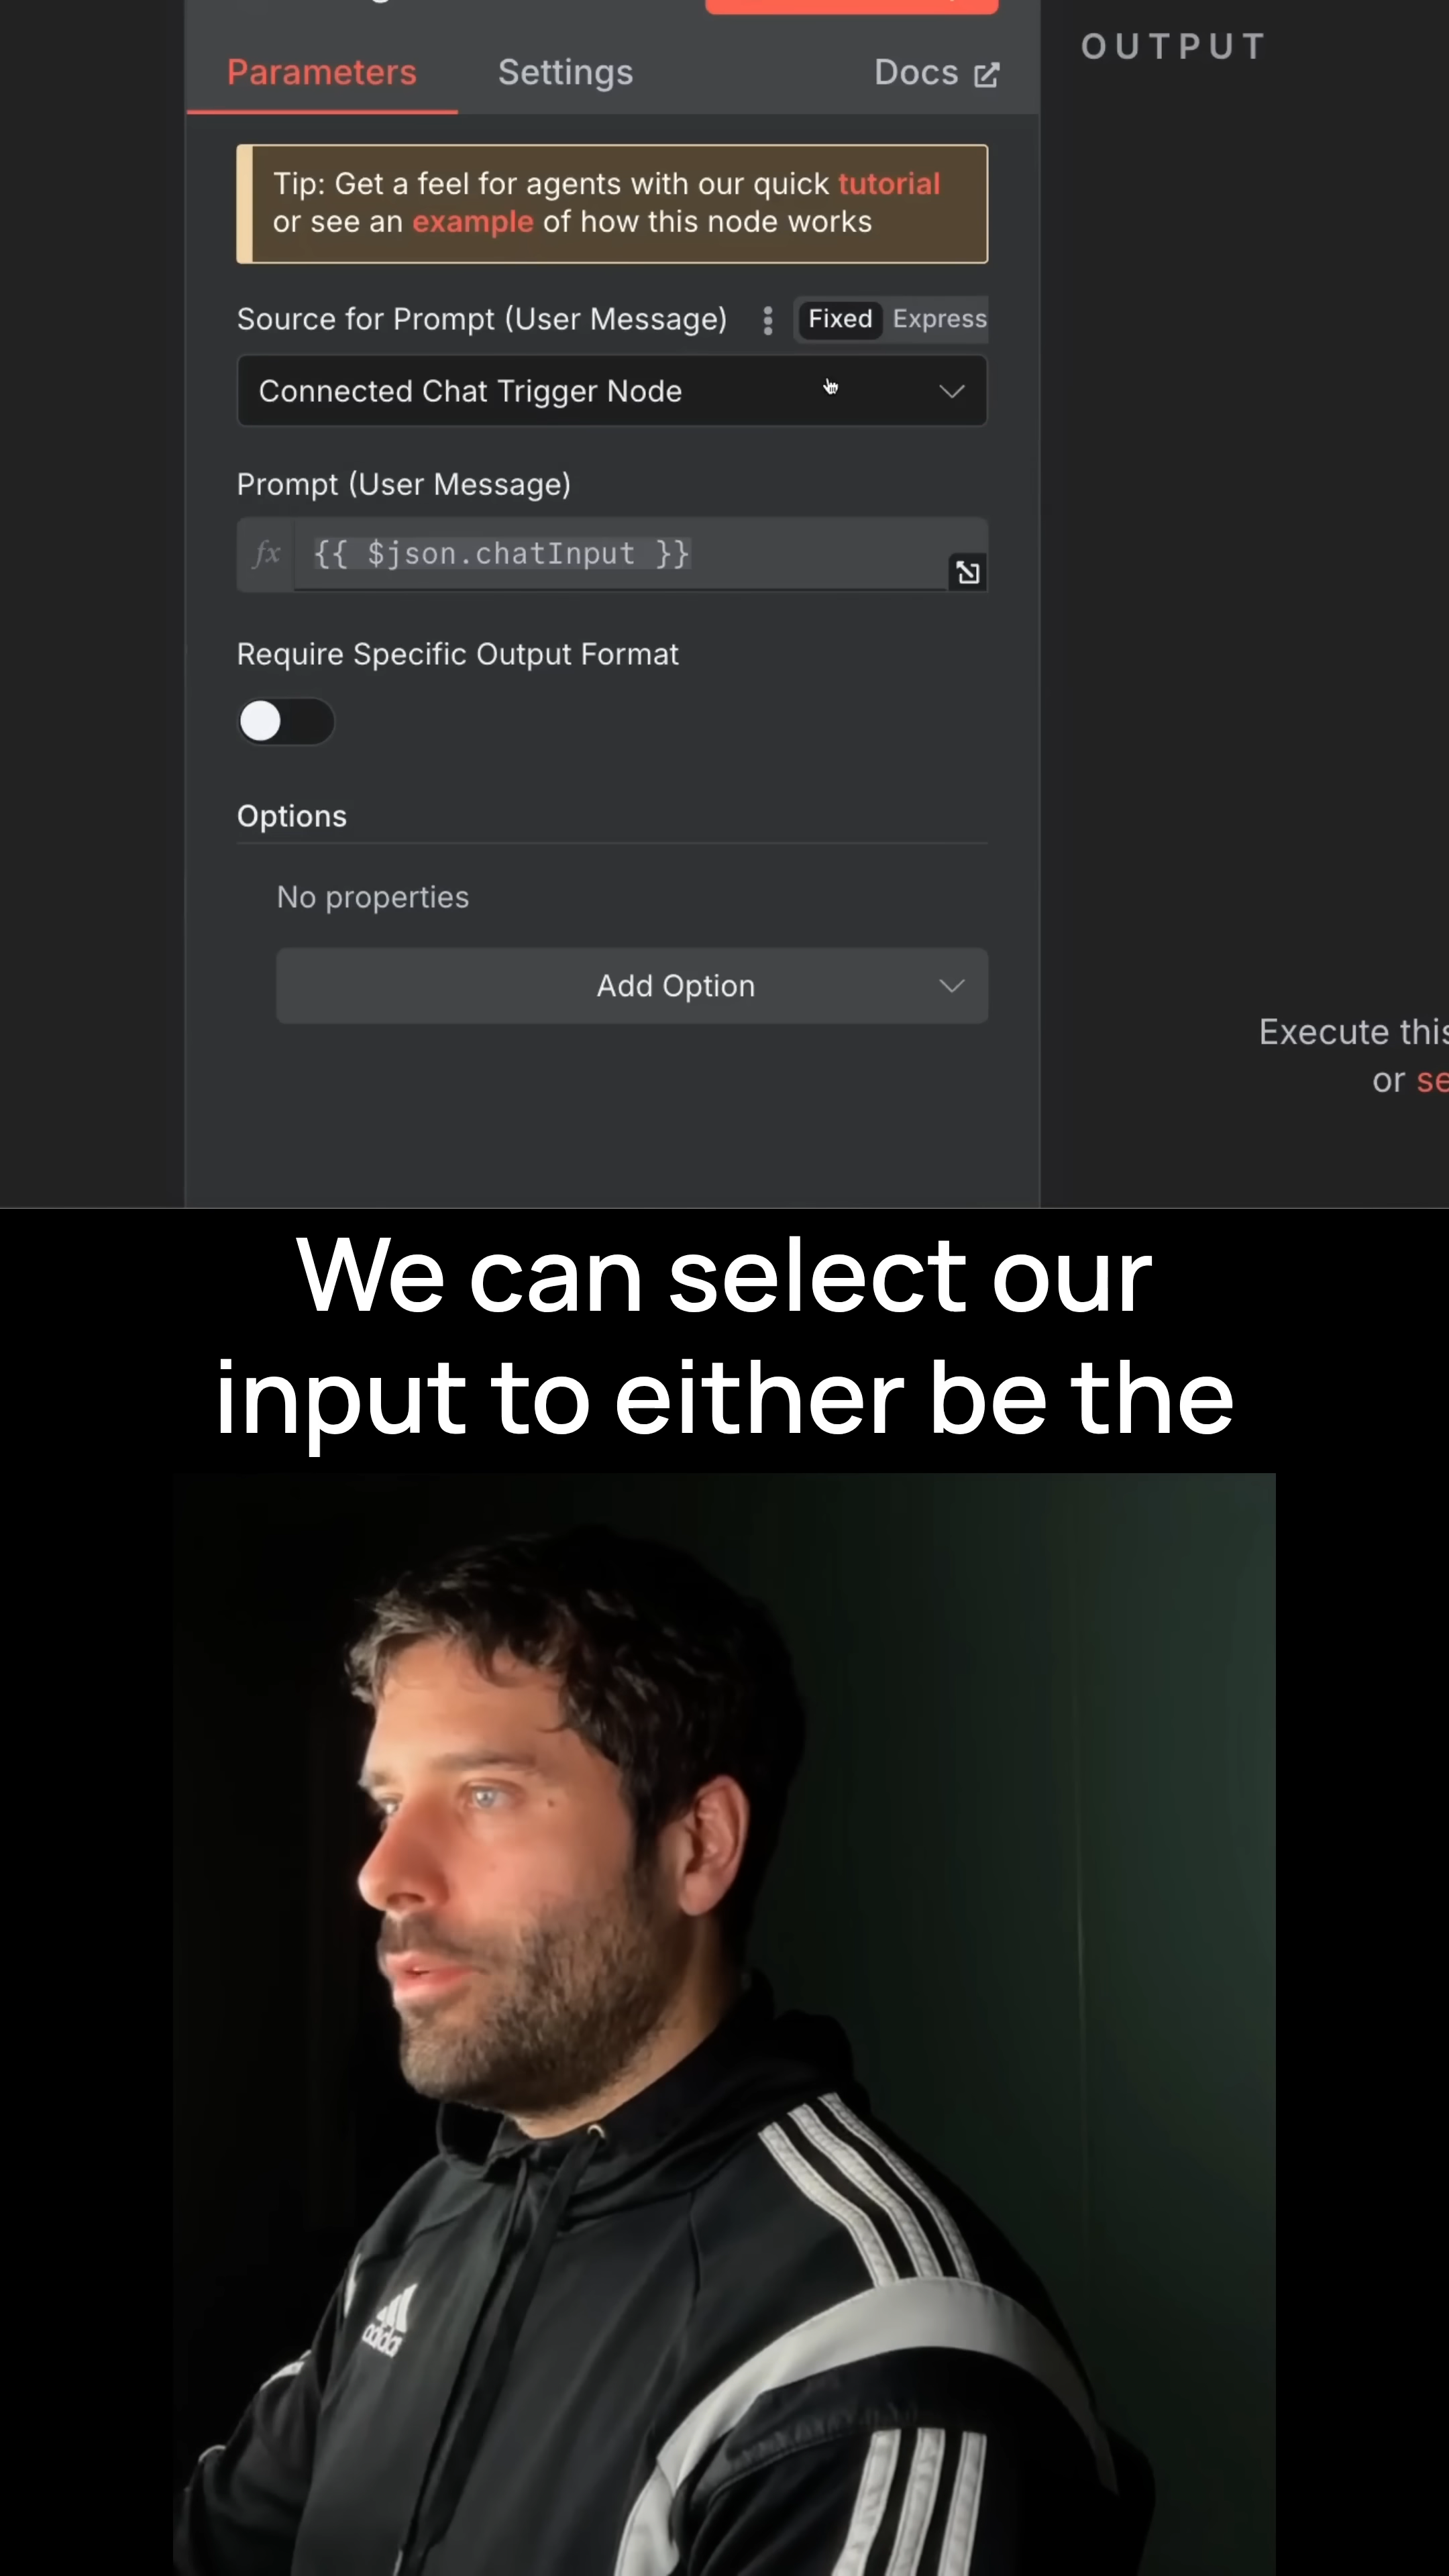 Parameters Settings Docs
OUTPUT
Tip: Get a feel for agents with our quick tutorial
or see an example of how this node works
Source for Prompt (User Message) Fixed Express
Connected Chat Trigger Node
Prompt (User Message)
fx {{ $json.chatInput }}
Require Specific Output Format
Options
No properties
Add Option
Execute this
or se
We can select our
input to either be the
adidas